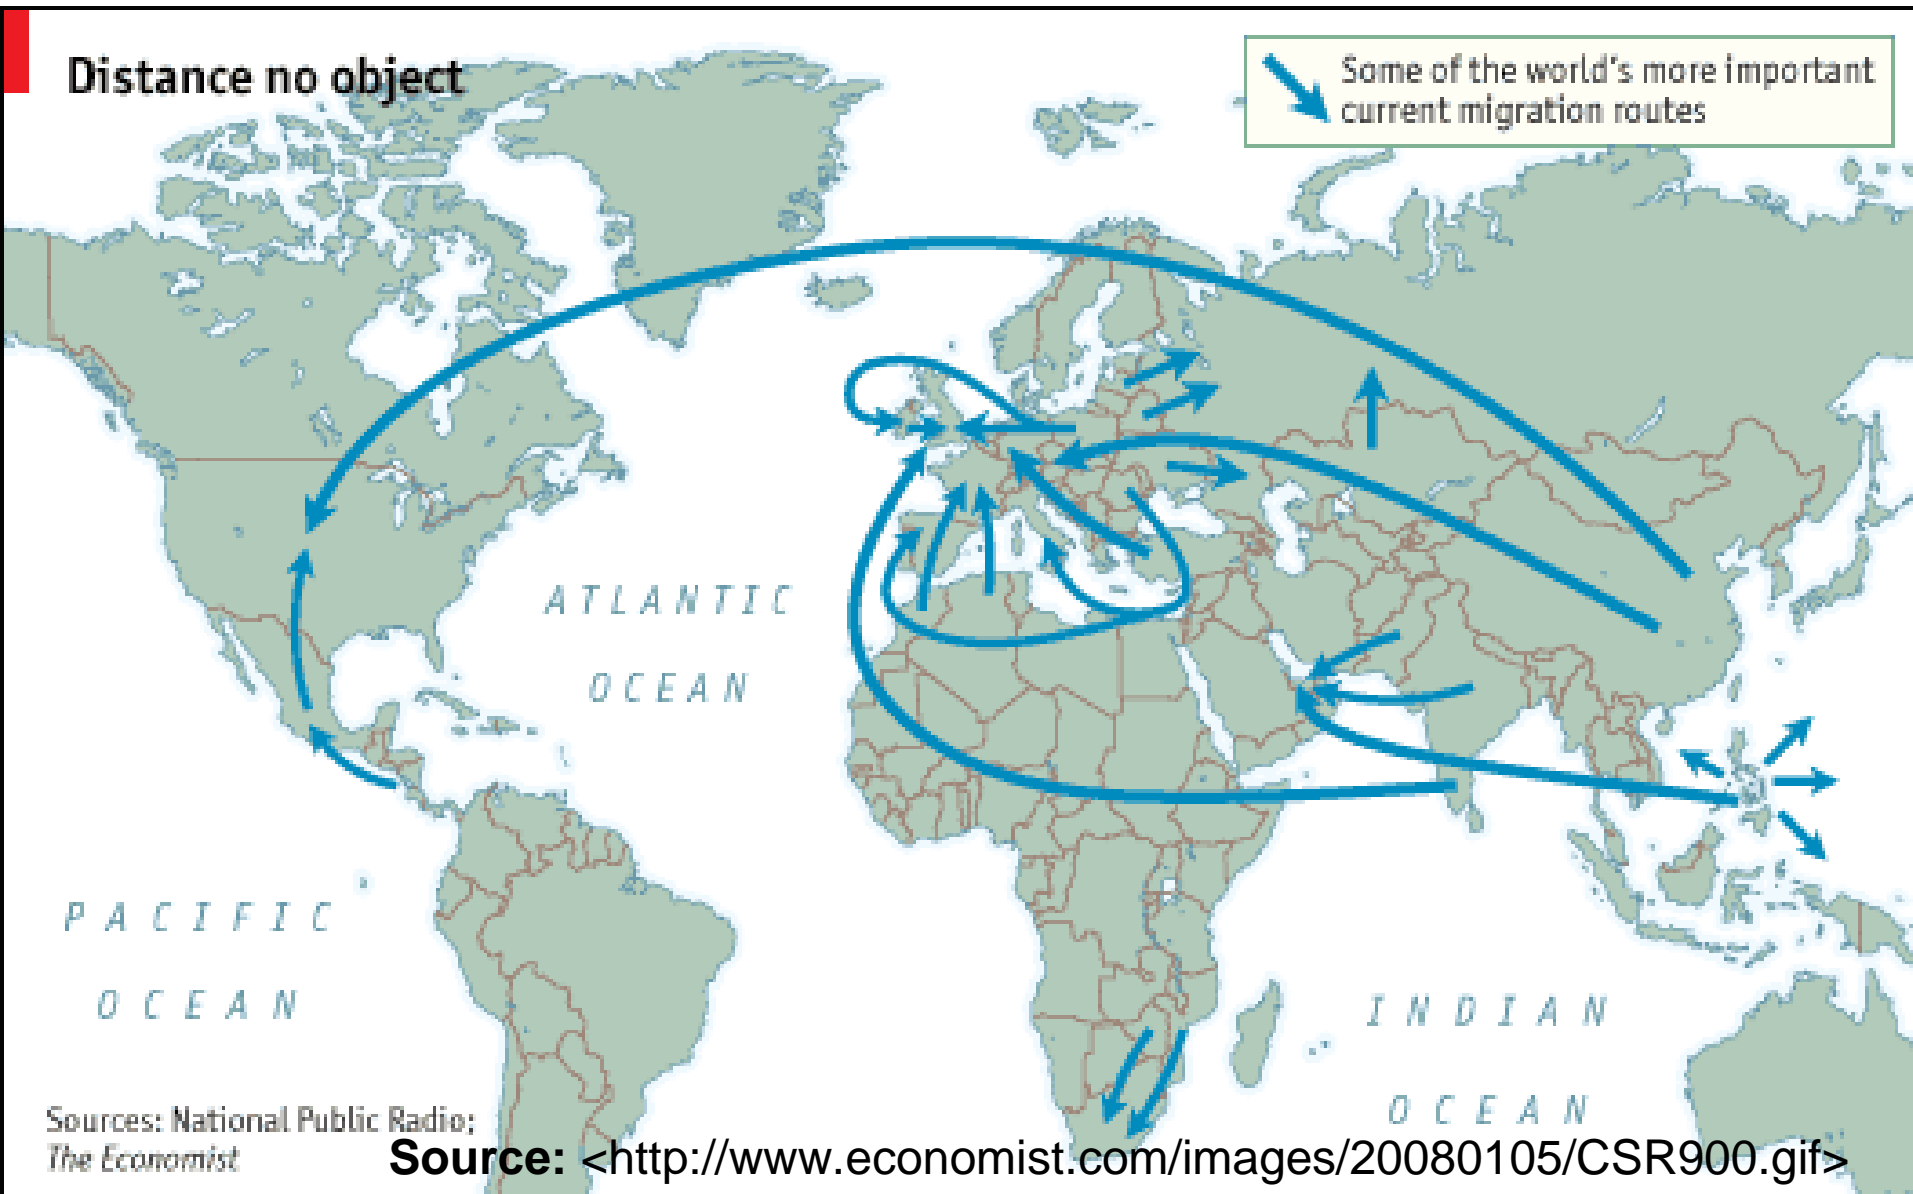 Distance no object
Some of the world's more important
current migration routes
ATLANTIC
OCEAN
PACIFIC
OCEAN
INDIAN
OCEAN
Sources: National Public Radio;
The Economist
Source: <http://www.economist.com/images/20080105/CSR900.gif>